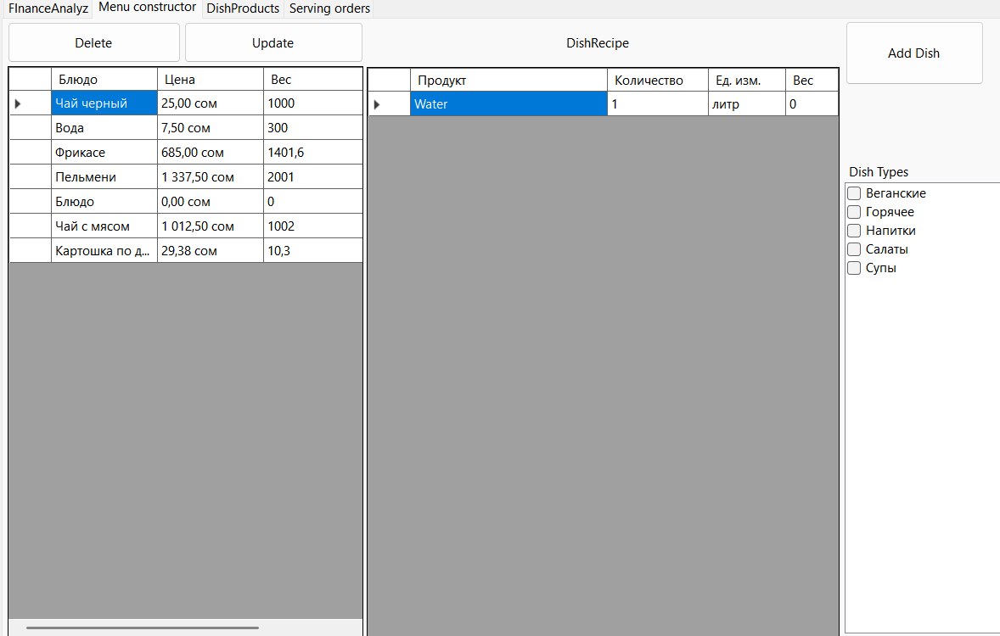 FInanceAnalyz Menu constructor DishProducts Serving orders
Delete Update DishRecipe Add Dish
Блюдо Цена Вес
Чай черный 25,00 сом 1000
Вода 7,50 сом 300
Фрикасе 685,00 сом 1401,6
Пельмени 1 337,50 сом 2001
Блюдо 0,00 сом 0
Чай с мясом 1 012,50 сом 1002
Картошка по д... 29,38 сом 10,3
Продукт Количество Ед. изм. Вес
Water 1 литр 0
Dish Types
Веганские
Горячее
Напитки
Салаты
Супы